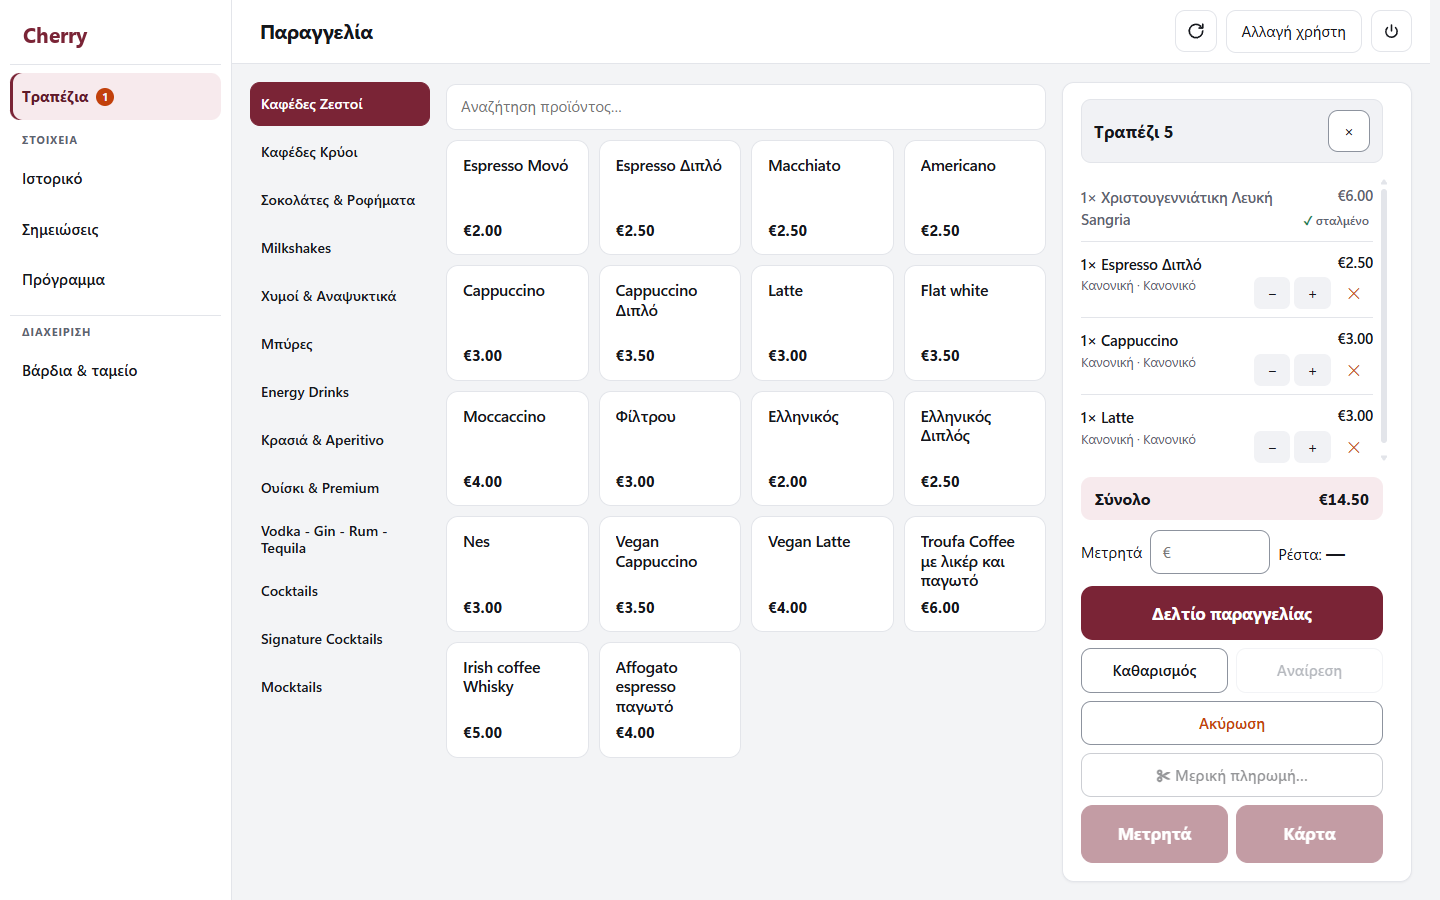 Cherry
Τραπέζια 1
ΣΤΟΙΧΕΙΑ
Ιστορικό
Σημειώσεις
Πρόγραμμα
ΔΙΑΧΕΙΡΙΣΗ
Βάρδια & ταμείο
Παραγγελία
Αλλαγή χρήστη
Καφέδες Ζεστοί
Καφέδες Κρύοι
Σοκολάτες & Ροφήματα
Milkshakes
Χυμοί & Αναψυκτικά
Μπύρες
Energy Drinks
Κρασιά & Aperitivo
Ουίσκι & Premium
Vodka - Gin - Rum -
Tequila
Cocktails
Signature Cocktails
Mocktails
Αναζήτηση προϊόντος...
Espresso Μονό
€2.00
Espresso Διπλό
€2.50
Macchiato
€2.50
Americano
€2.50
Cappuccino
€3.00
Cappuccino
Διπλό
€3.50
Latte
€3.00
Flat white
€3.50
Moccaccino
€4.00
Φίλτρου
€3.00
Ελληνικός
€2.00
Ελληνικός
Διπλός
€2.50
Nes
€3.00
Vegan
Cappuccino
€3.50
Vegan Latte
€4.00
Troufa Coffee
με λικέρ και
παγωτό
€6.00
Irish coffee
Whisky
€5.00
Affogato
espresso
παγωτό
€4.00
Τραπέζι 5 ×
1× Χριστουγεννιάτικη Λευκή €6.00
Sangria ✓ σταλμένο
1× Espresso Διπλό €2.50
Κανονική · Κανονικό − + ×
1× Cappuccino €3.00
Κανονική · Κανονικό − + ×
1× Latte €3.00
Κανονική · Κανονικό − + ×
Σύνολο €14.50
Μετρητά € Ρέστα: —
Δελτίο παραγγελίας
Καθαρισμός Αναίρεση
Ακύρωση
✂ Μερική πληρωμή...
Μετρητά Κάρτα